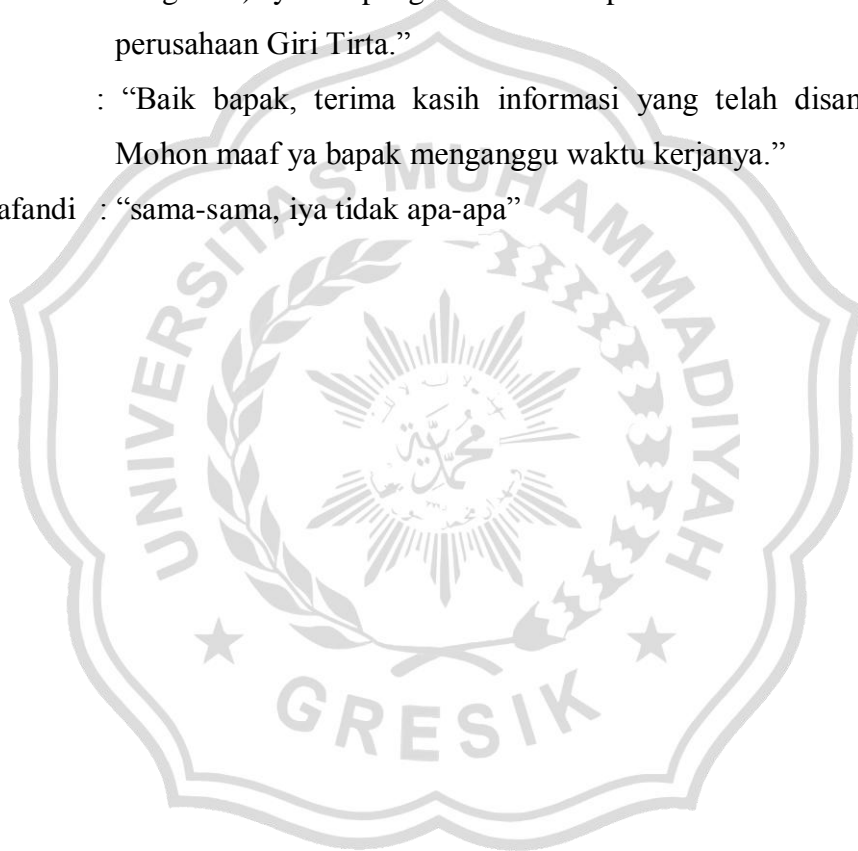 perusahaan Giri Tirta.”
: “Baik bapak, terima kasih informasi yang telah disam
Mohon maaf ya bapak menganggu waktu kerjanya.”
afandi : “sama-sama, iya tidak apa-apa”
UNIVERSITAS MUHAMMADIYAH
GRESIK